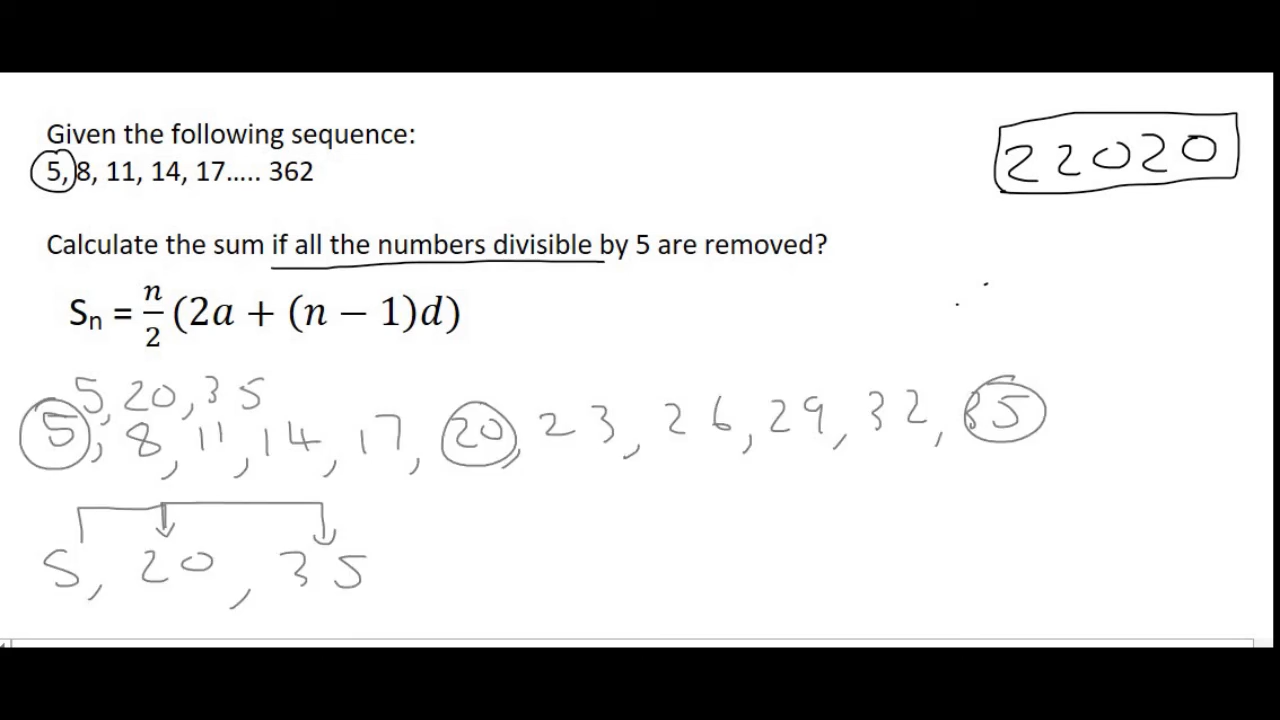 Given the following sequence:
22020
5, 8, 11, 14, 17..... 362
Calculate the sum if all the numbers divisible by 5 are removed?
Sₙ = n/2 (2a + (n − 1)d)
5, 20, 35
5, 8, 11, 14, 17, 20, 23, 26, 29, 32, 35
5, 20, 35